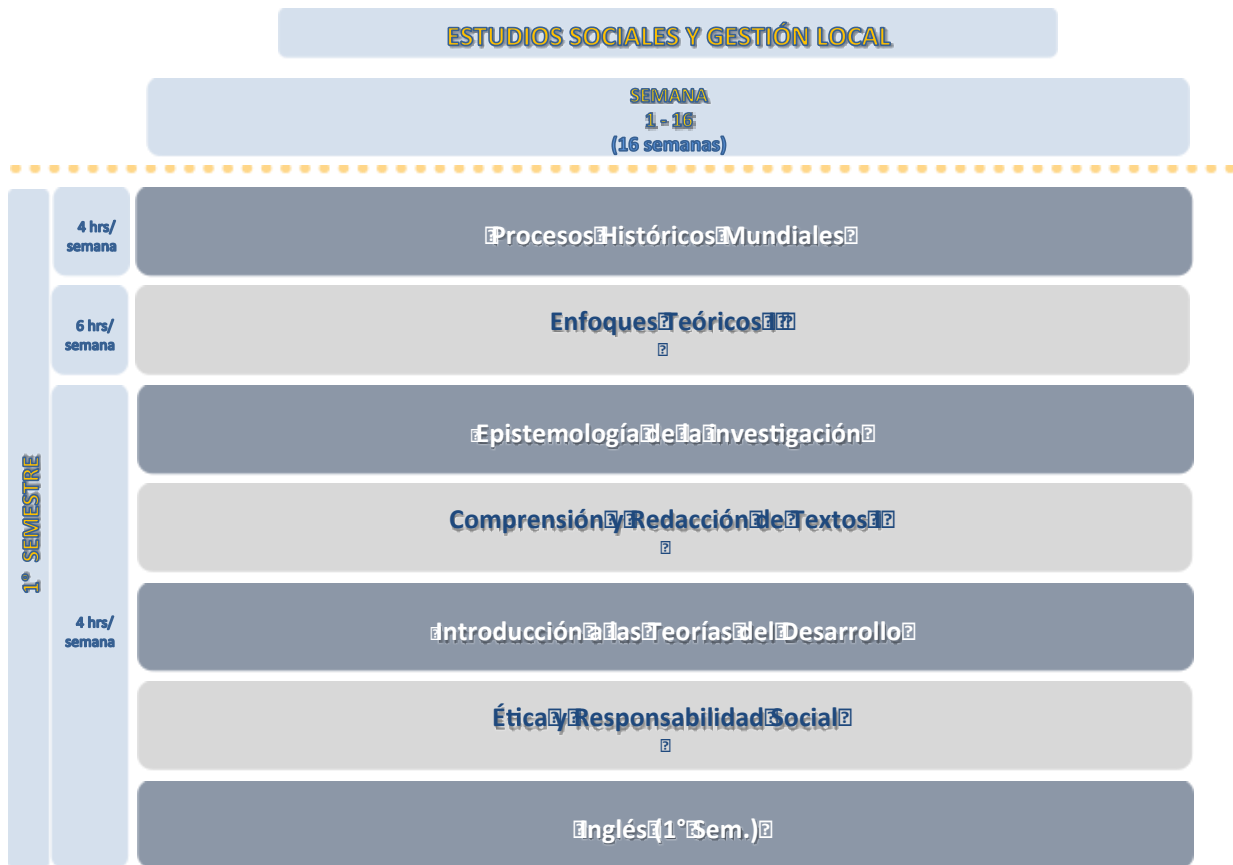 ESTUDIOS SOCIALES Y GESTIÓN LOCAL
SEMANA
1 - 16
(16 semanas)
1° SEMESTRE
4 hrs/
semana
Procesos Históricos Mundiales
6 hrs/
semana
Enfoques Teóricos I
4 hrs/
semana
Epistemología de la investigación
Comprensión y Redacción de Textos I
Introducción a las Teorías del Desarrollo
Ética y Responsabilidad Social
Inglés (1° Sem.)